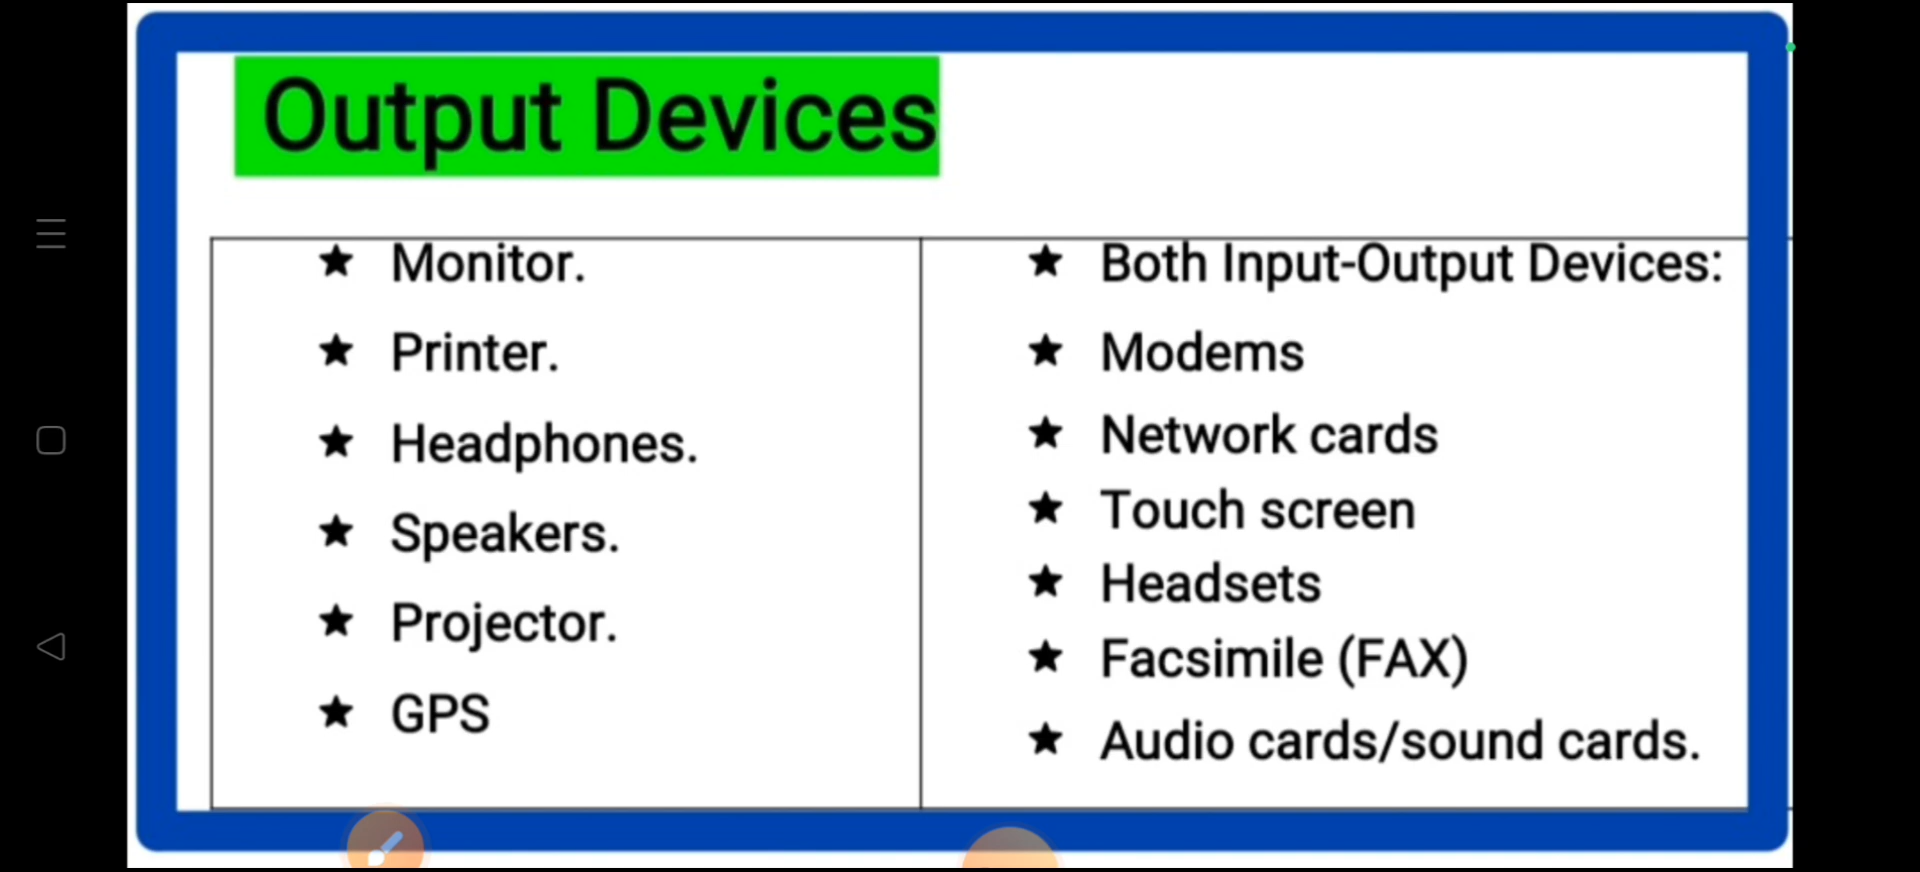 Output Devices
★ Monitor.
★ Printer.
★ Headphones.
★ Speakers.
★ Projector.
★ GPS
★ Both Input-Output Devices:
★ Modems
★ Network cards
★ Touch screen
★ Headsets
★ Facsimile (FAX)
★ Audio cards/sound cards.